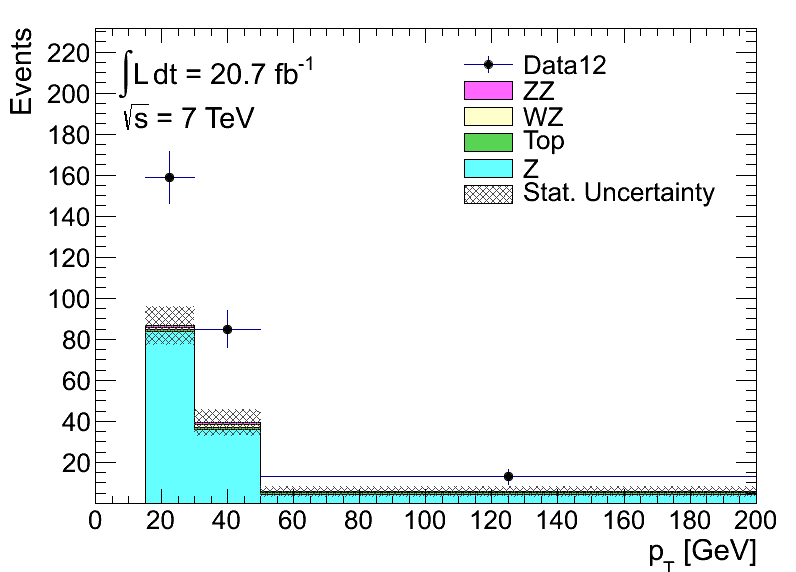 Events
∫L dt = 20.7 fb⁻¹
√s = 7 TeV
Data12
ZZ
WZ
Top
Z
Stat. Uncertainty
220
200
180
160
140
120
100
80
60
40
20
0 20 40 60 80 100 120 140 160 180 200
p_T [GeV]